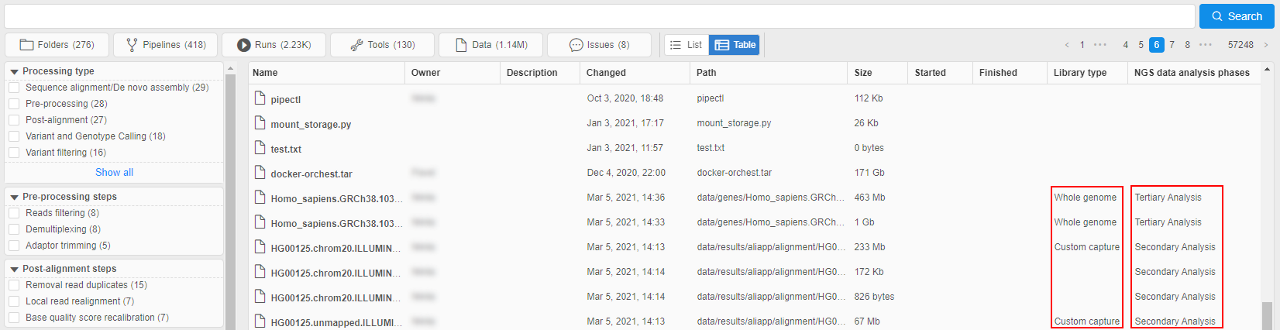 Search
Folders (276) Pipelines (418) Runs (2.23K) Tools (130) Data (1.14M) Issues (8) List Table < 1 ••• 4 5 6 7 8 ••• 57248 >
Processing type
Sequence alignment/De novo assembly (29)
Pre-processing (28)
Post-alignment (27)
Variant and Genotype Calling (18)
Variant filtering (16)
Show all
Pre-processing steps
Reads filtering (8)
Demultiplexing (8)
Adaptor trimming (5)
Post-alignment steps
Removal read duplicates (15)
Local read realignment (7)
Base quality score recalibration (7)
Name Owner Description Changed Path Size Started Finished Library type NGS data analysis phases
pipectl Oct 3, 2020, 18:48 pipectl 112 Kb
mount_storage.py Jan 3, 2021, 17:17 mount_storage.py 26 Kb
test.txt Jan 3, 2021, 11:57 test.txt 0 bytes
docker-orchest.tar Dec 4, 2020, 22:00 docker-orchest.tar 171 Gb
Homo_sapiens.GRCh38.103... Mar 5, 2021, 14:36 data/genes/Homo_sapiens.GRCh... 463 Mb Whole genome Tertiary Analysis
Homo_sapiens.GRCh38.103... Mar 5, 2021, 14:33 data/genes/Homo_sapiens.GRCh... 1 Gb Whole genome Tertiary Analysis
HG00125.chrom20.ILLUMIN... Mar 5, 2021, 14:13 data/results/aliapp/alignment/HG0... 233 Mb Custom capture Secondary Analysis
HG00125.chrom20.ILLUMIN... Mar 5, 2021, 14:14 data/results/aliapp/alignment/HG0... 172 Kb Secondary Analysis
HG00125.chrom20.ILLUMIN... Mar 5, 2021, 14:14 data/results/aliapp/alignment/HG0... 826 bytes Secondary Analysis
HG00125.unmapped.ILLUMI... Mar 5, 2021, 14:13 data/results/aliapp/alignment/HG0... 67 Mb Custom capture Secondary Analysis